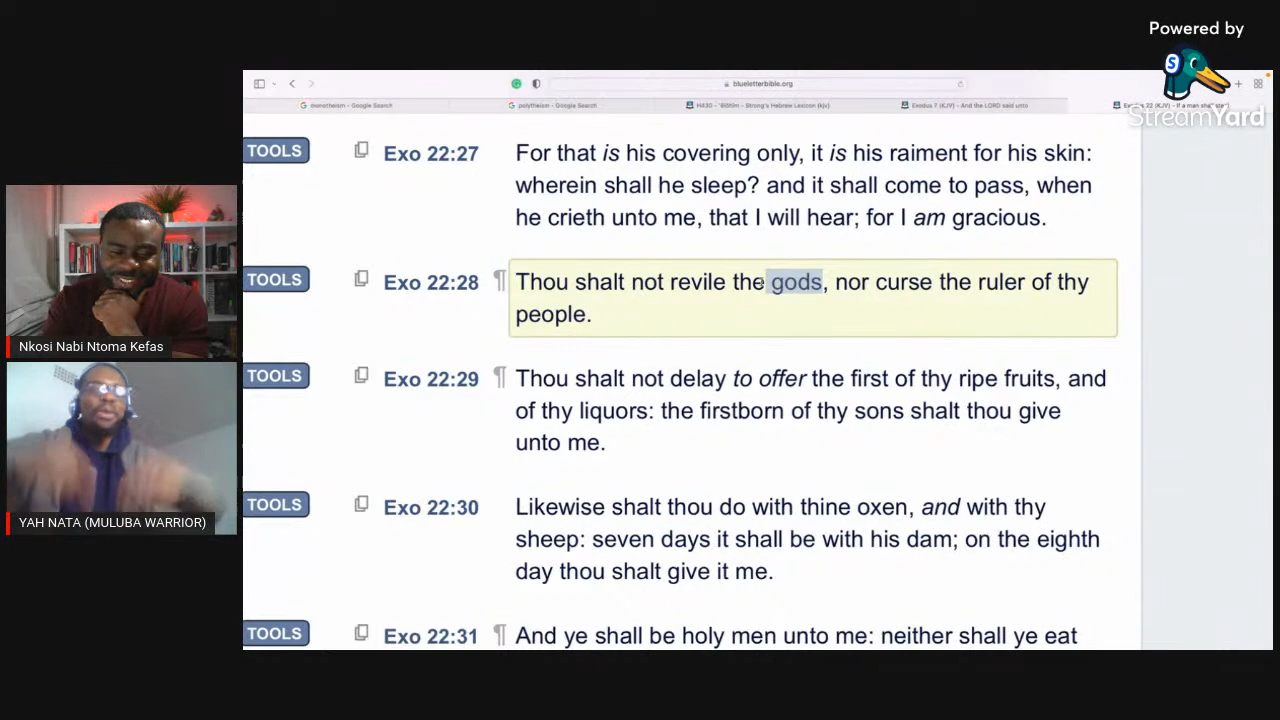 Powered by
StreamYard
blueletterbible.org
monotheism - Google Search
polytheism - Google Search
Exodus 7 (KJV) - And the LORD said unto
TOOLS Exo 22:27 For that is his covering only, it is his raiment for his skin:
wherein shall he sleep? and it shall come to pass, when
he crieth unto me, that I will hear; for I am gracious.
TOOLS Exo 22:28 ¶ Thou shalt not revile the gods, nor curse the ruler of thy
people.
TOOLS Exo 22:29 ¶ Thou shalt not delay to offer the first of thy ripe fruits, and
of thy liquors: the firstborn of thy sons shalt thou give
unto me.
TOOLS Exo 22:30 Likewise shalt thou do with thine oxen, and with thy
sheep: seven days it shall be with his dam; on the eighth
day thou shalt give it me.
TOOLS Exo 22:31 ¶ And ye shall be holy men unto me: neither shall ye eat
Nkosi Nabi Ntoma Kefas
YAH NATA (MULUBA WARRIOR)